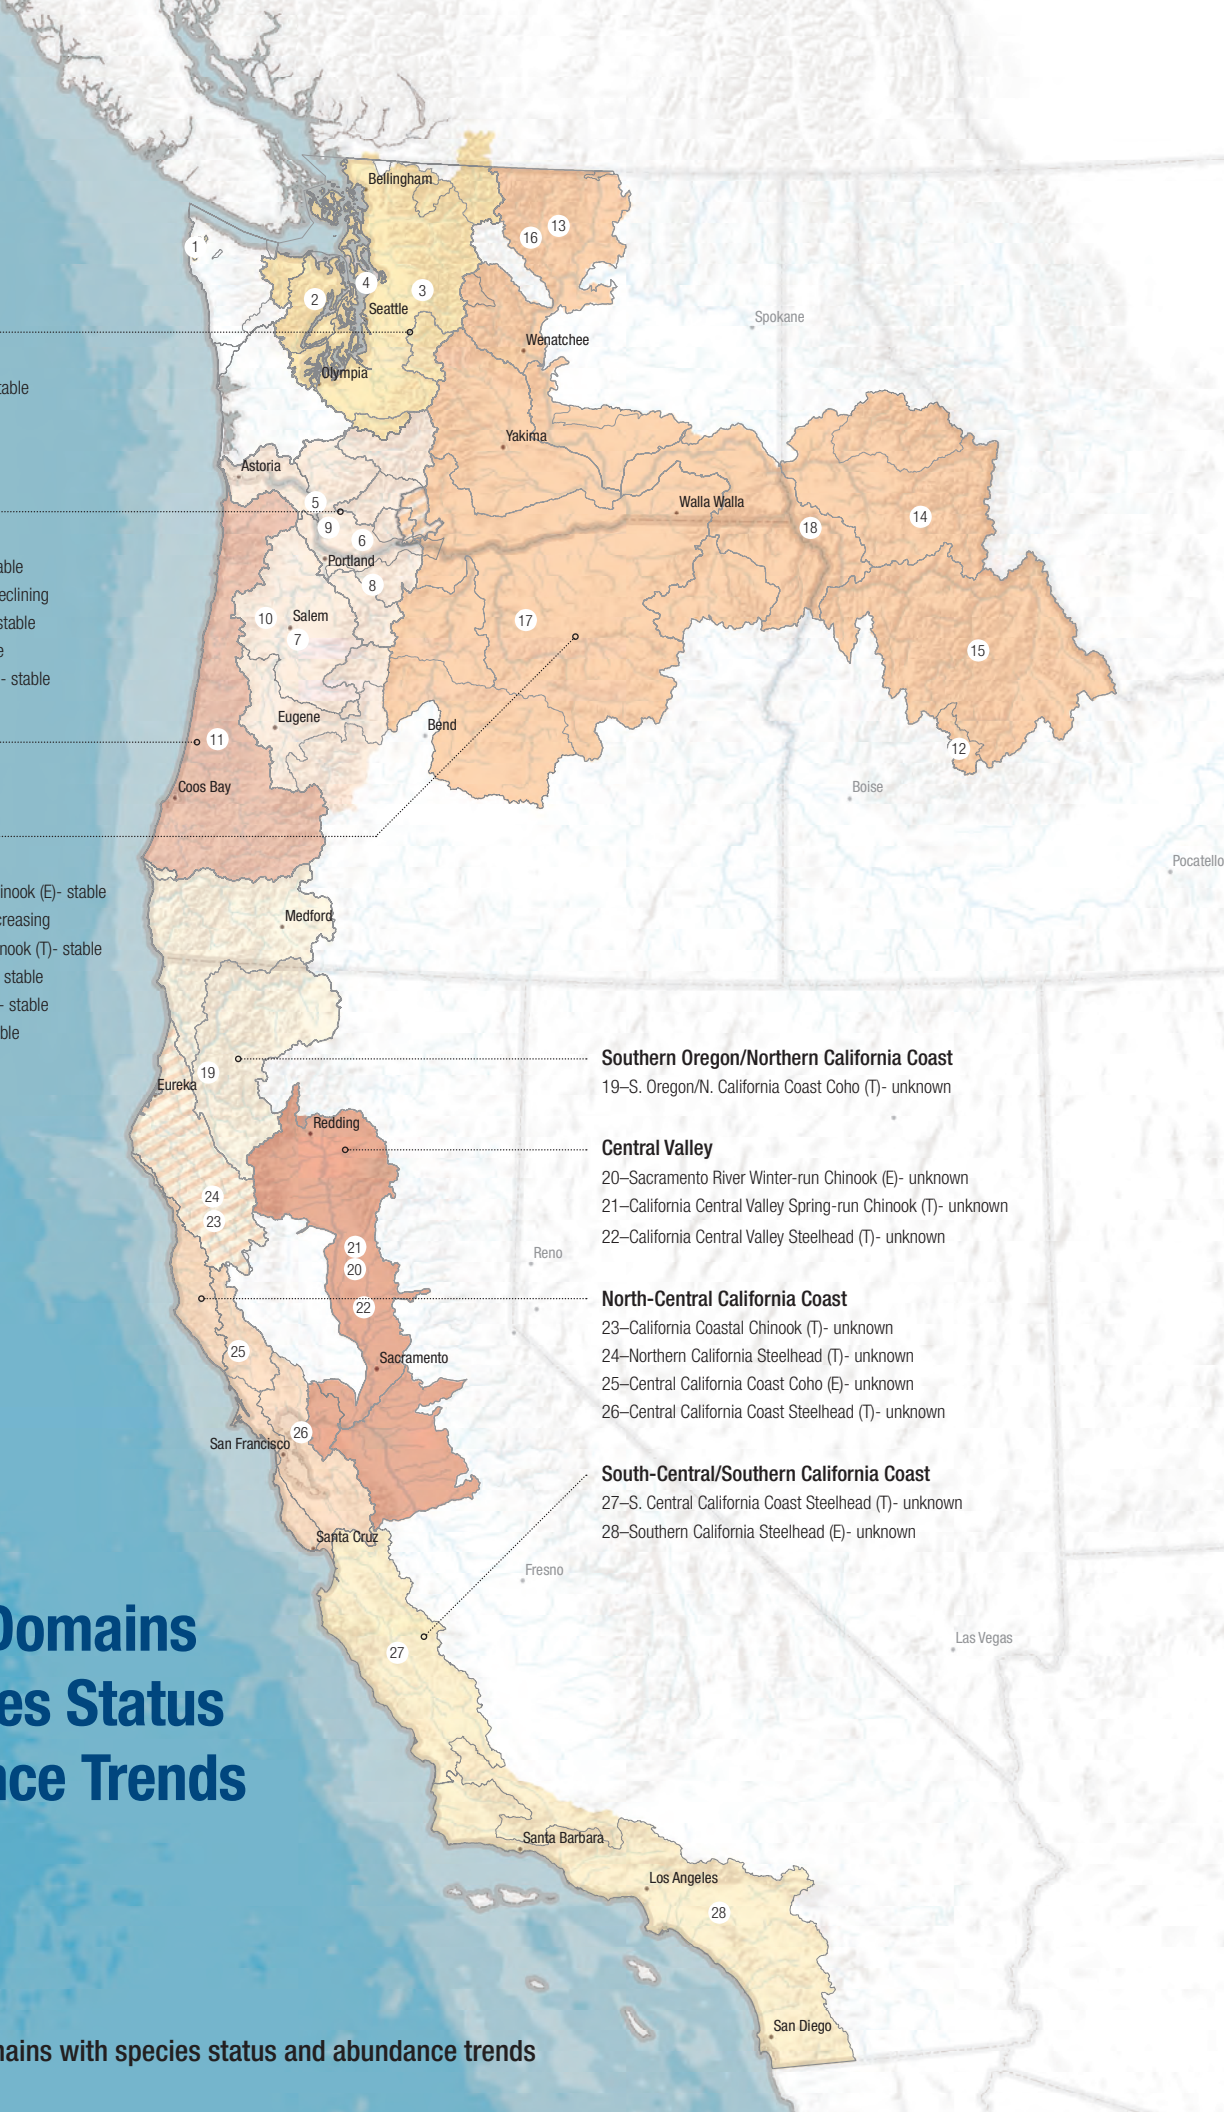 Bellingham
1
16
13
2
4
3
Seattle
Spokane
Wenatchee
Olympia
Yakima
Astoria
Walla Walla
5
9
6
18
14
Portland
8
10
Salem
7
17
15
Eugene
Bend
11
12
Coos Bay
Boise
Pocatello
able
eclining
stable
- stable
inook (E)- stable
creasing
nook (T)- stable
stable
- stable
ble
Medford
19
Eureka
Redding
24
23
21
20
22
Reno
25
Sacramento
26
San Francisco
Santa Cruz
Fresno
27
Las Vegas
Santa Barbara
Los Angeles
28
San Diego
Southern Oregon/Northern California Coast
19–S. Oregon/N. California Coast Coho (T)- unknown
Central Valley
20–Sacramento River Winter-run Chinook (E)- unknown
21–California Central Valley Spring-run Chinook (T)- unknown
22–California Central Valley Steelhead (T)- unknown
North-Central California Coast
23–California Coastal Chinook (T)- unknown
24–Northern California Steelhead (T)- unknown
25–Central California Coast Coho (E)- unknown
26–Central California Coast Steelhead (T)- unknown
South-Central/Southern California Coast
27–S. Central California Coast Steelhead (T)- unknown
28–Southern California Steelhead (E)- unknown
Domains
es Status
nce Trends
mains with species status and abundance trends